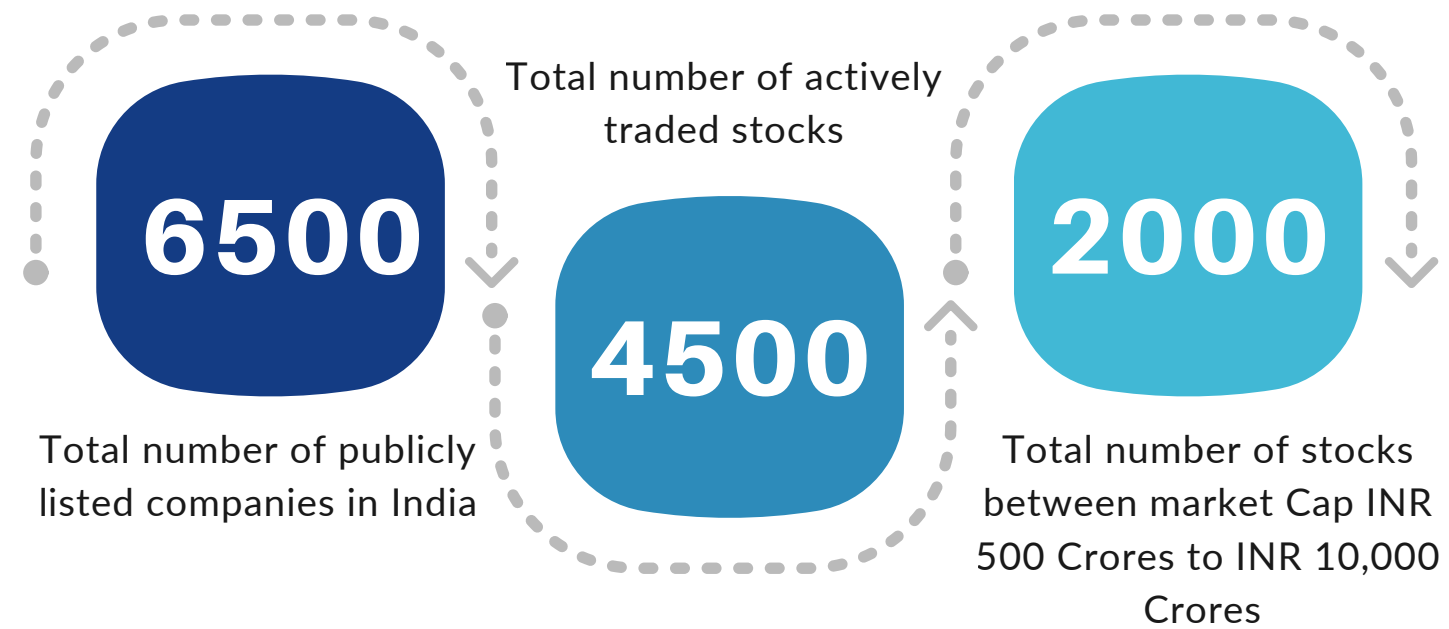 6500
Total number of publicly
listed companies in India
Total number of actively
traded stocks
4500
2000
Total number of stocks
between market Cap INR
500 Crores to INR 10,000
Crores